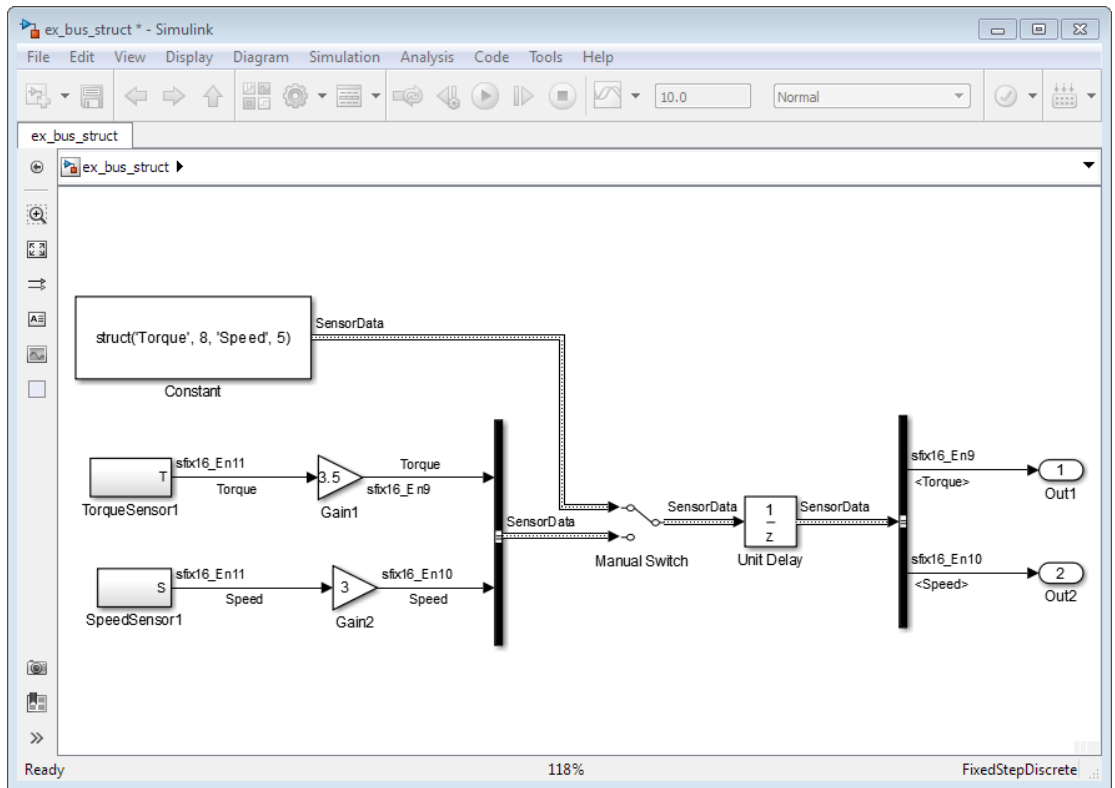 ex_bus_struct * - Simulink
File Edit View Display Diagram Simulation Analysis Code Tools Help
10.0 Normal
ex_bus_struct
ex_bus_struct
struct('Torque', 8, 'Speed', 5)
SensorData
Constant
sfix16_En11
T
Torque
TorqueSensor1
3.5
Gain1
Torque
sfix16_En9
sfix16_En11
S
Speed
SpeedSensor1
3
Gain2
sfix16_En10
Speed
SensorData
Manual Switch
SensorData
1
z
Unit Delay
SensorData
sfix16_En9
<Torque>
1
Out1
sfix16_En10
<Speed>
2
Out2
Ready 118% FixedStepDiscrete